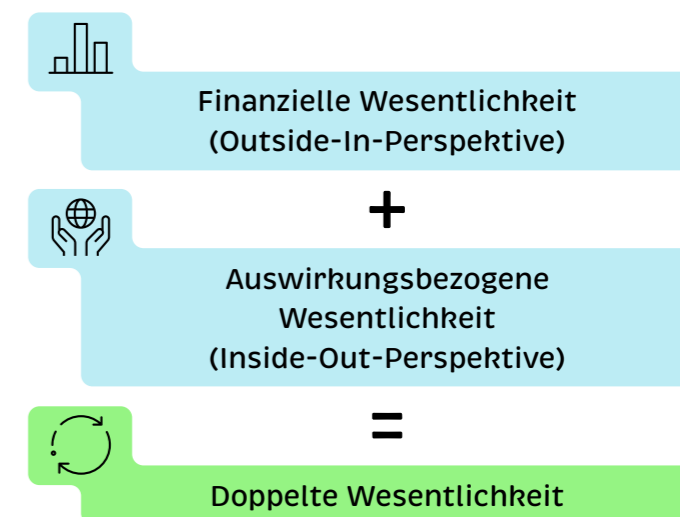 Finanzielle Wesentlichkeit
(Outside-In-Perspektive)
+
Auswirkungsbezogene
Wesentlichkeit
(Inside-Out-Perspektive)
=
Doppelte Wesentlichkeit